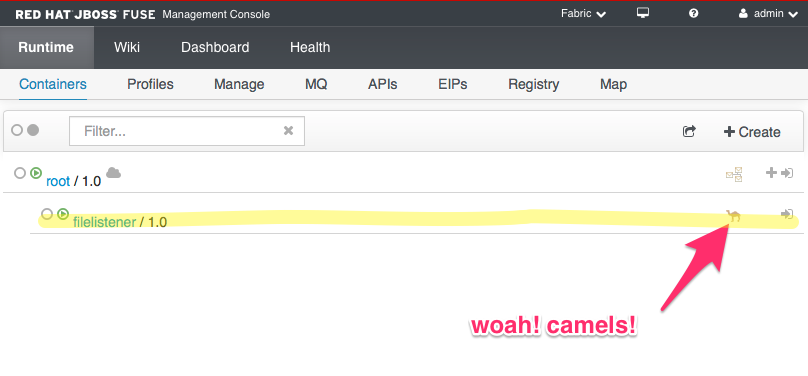 RED HAT® JBOSS® FUSE Management Console Fabric admin
Runtime Wiki Dashboard Health
Containers Profiles Manage MQ APIs EIPs Registry Map
Filter... Create
root / 1.0
filelistener / 1.0
woah! camels!